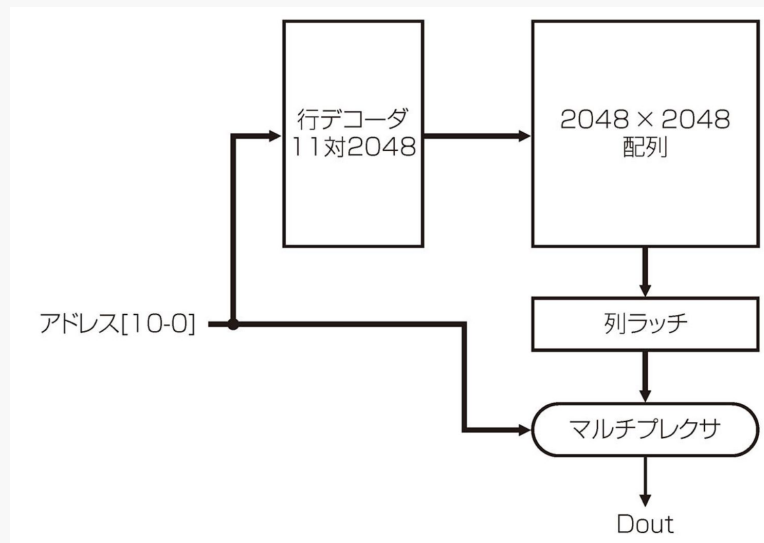 行デコーダ
11対2048
2048 × 2048
配列
アドレス[10-0]
列ラッチ
マルチプレクサ
Dout